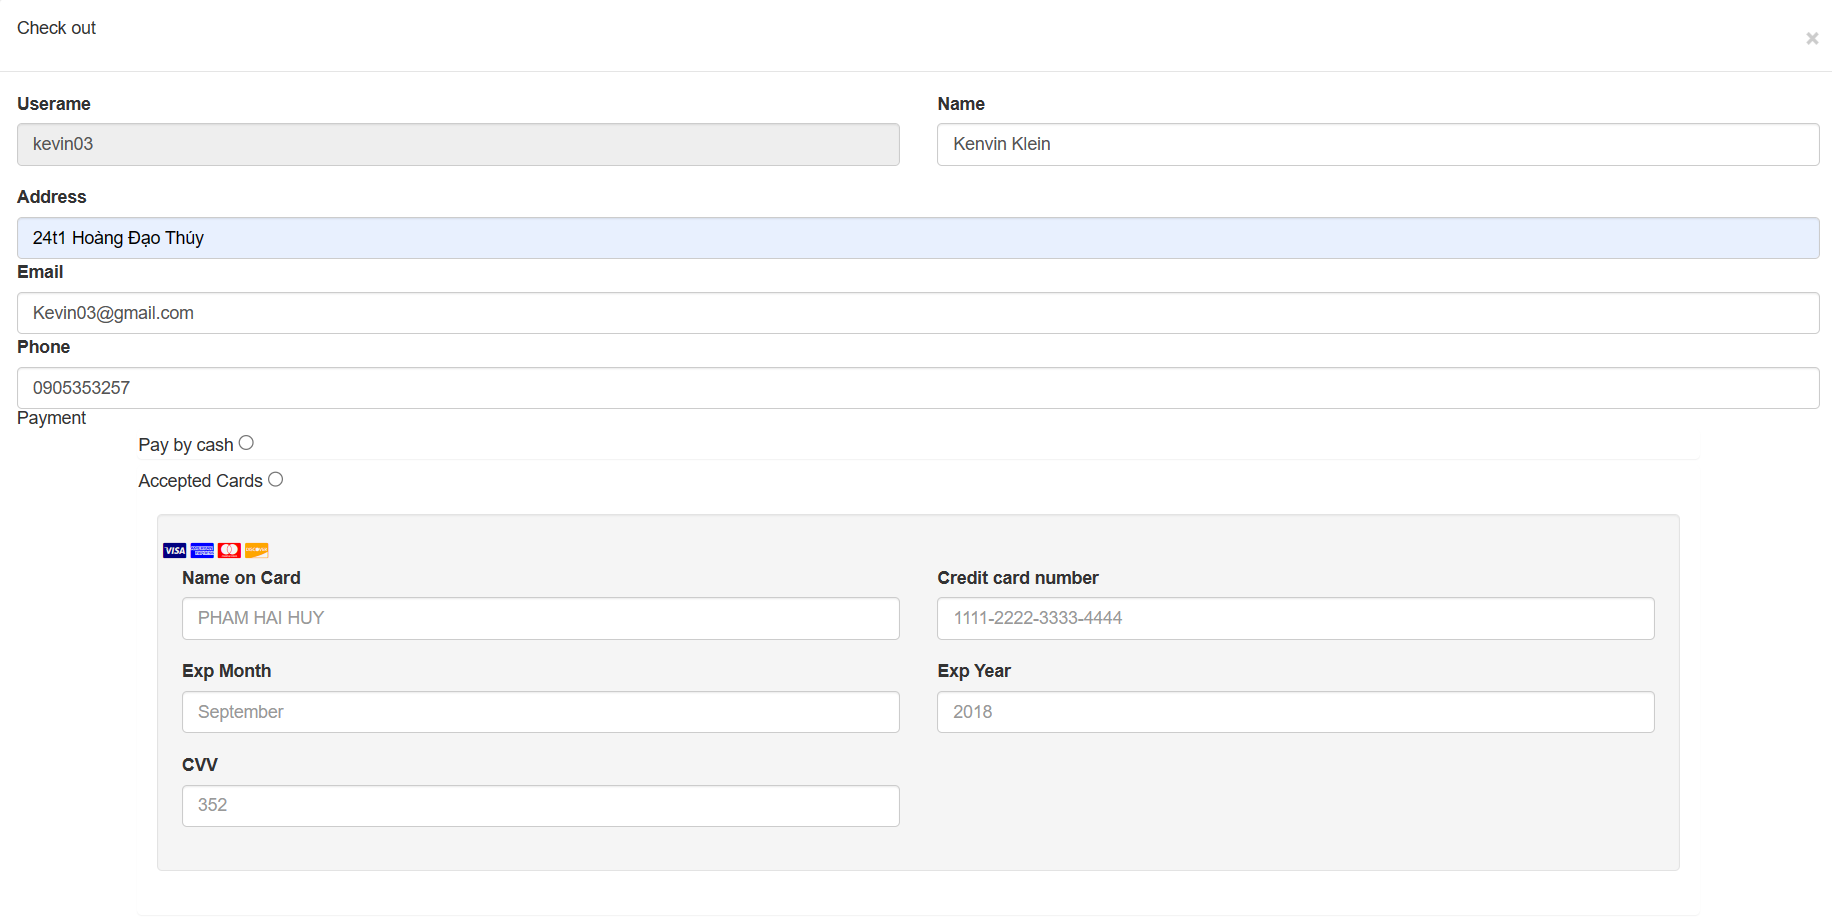 Check out
×
Userame Name
kevin03 Kenvin Klein
Address
24t1 Hoàng Đạo Thúy
Email
Kevin03@gmail.com
Phone
0905353257
Payment
Pay by cash
Accepted Cards
VISA
Name on Card Credit card number
PHAM HAI HUY 1111-2222-3333-4444
Exp Month Exp Year
September 2018
CVV
352